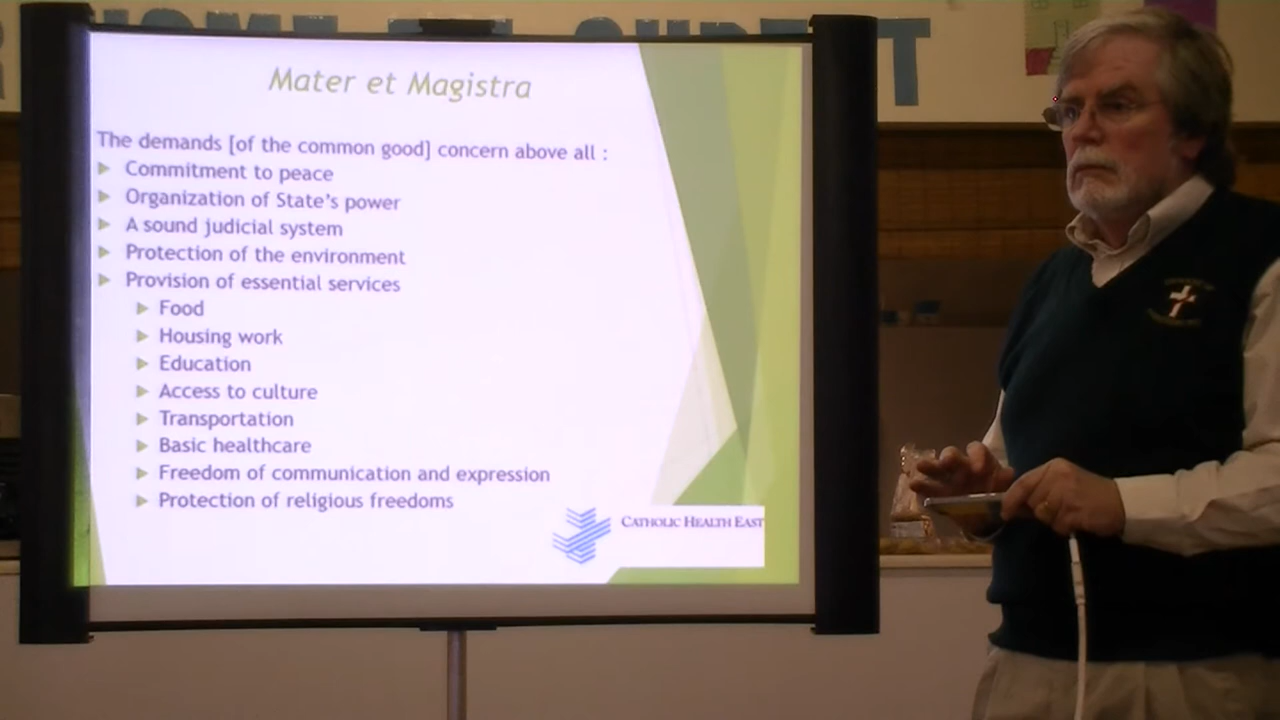 Mater et Magistra
The demands [of the common good] concern above all :
Commitment to peace
Organization of State's power
A sound judicial system
Protection of the environment
Provision of essential services
Food
Housing work
Education
Access to culture
Transportation
Basic healthcare
Freedom of communication and expression
Protection of religious freedoms
CATHOLIC HEALTH EAST